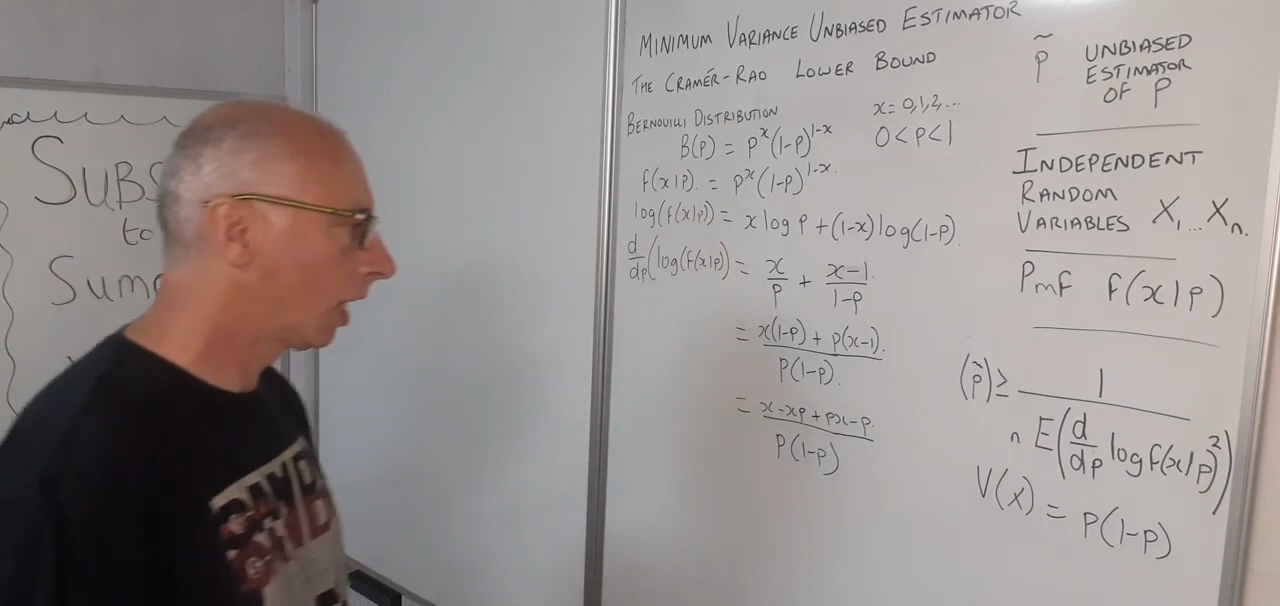 SUBS
to
Sum
MINIMUM VARIANCE UNBIASED ESTIMATOR
THE CRAMÉR-RAO LOWER BOUND
BERNOUILLI DISTRIBUTION x = 0,1,2,...
B(p) = p^x(1-p)^{1-x} 0<p<1
f(x|p). = p^x(1-p)^{1-x}.
log(f(x|p)) = x log p + (1-x) log(1-p).
d/dp(log(f(x|p)) = x/p + x-1/1-p
= x(1-p) + p(x-1)./p(1-p).
= x-xp+px-p./p(1-p)
p̃ UNBIASED
ESTIMATOR
OF p
INDEPENDENT
RANDOM
VARIABLES X₁...Xₙ.
Pmf f(x|p)
(p̃) ≥ 1/n E(d/dp log f(x|p)²)
V(x) = p(1-p)